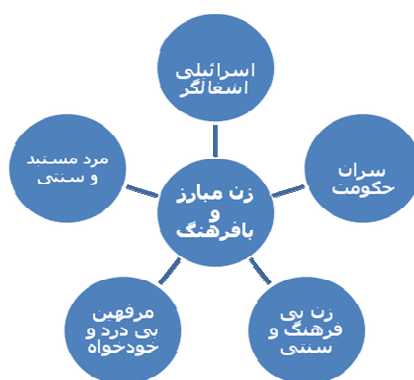 اسرائیلی
اشغالگر
سران
حکومت
زن بی
فرهنگ و
سنتی
مرفهین
بی درد و
خودخواه
مرد مستبد
و سنتی
زن مبارز
و
بافرهنگ